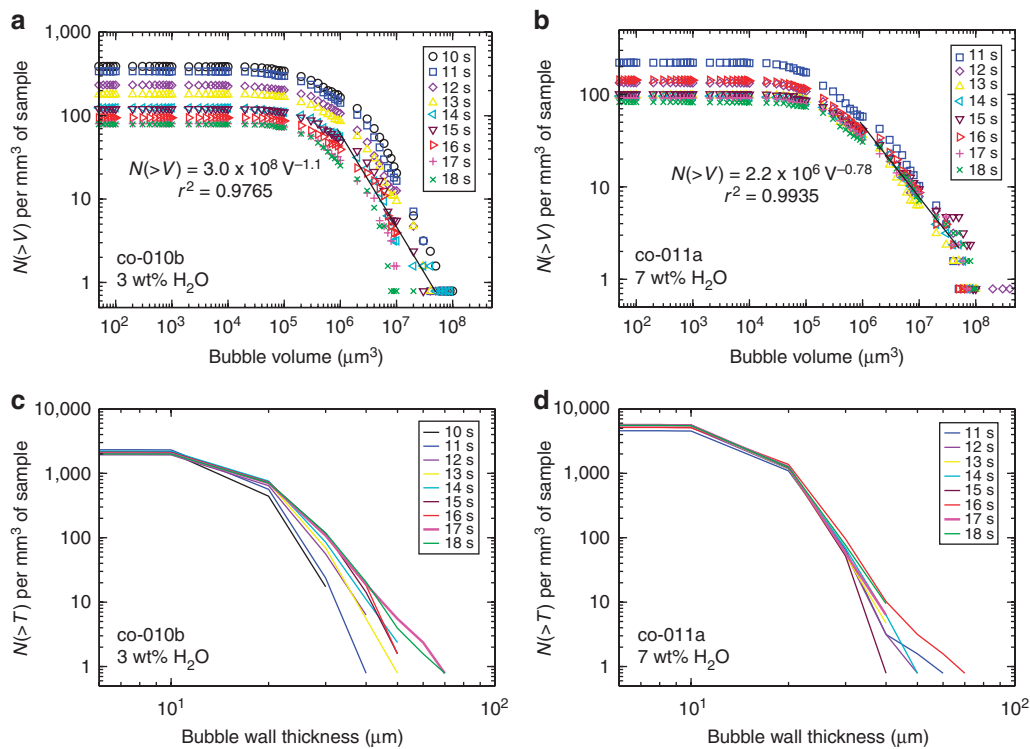 a
1,000
100
10
1
N(>V) per mm³ of sample
10 s
11 s
12 s
13 s
14 s
15 s
16 s
17 s
18 s
N(>V) = 3.0 x 10⁸ V⁻¹·¹
r² = 0.9765
co-010b
3 wt% H₂O
10² 10³ 10⁴ 10⁵ 10⁶ 10⁷ 10⁸
Bubble volume (μm³)
b
100
10
1
N(>V) per mm³ of sample
11 s
12 s
13 s
14 s
15 s
16 s
17 s
18 s
N(>V) = 2.2 x 10⁶ V⁻⁰·⁷⁸
r² = 0.9935
co-011a
7 wt% H₂O
10² 10³ 10⁴ 10⁵ 10⁶ 10⁷ 10⁸
Bubble volume (μm³)
c
10,000
1,000
100
10
1
N(>T) per mm³ of sample
10 s
11 s
12 s
13 s
14 s
15 s
16 s
17 s
18 s
co-010b
3 wt% H₂O
10¹ 10²
Bubble wall thickness (μm)
d
10,000
1,000
100
10
1
N(>T) per mm³ of sample
11 s
12 s
13 s
14 s
15 s
16 s
17 s
18 s
co-011a
7 wt% H₂O
10¹ 10²
Bubble wall thickness (μm)